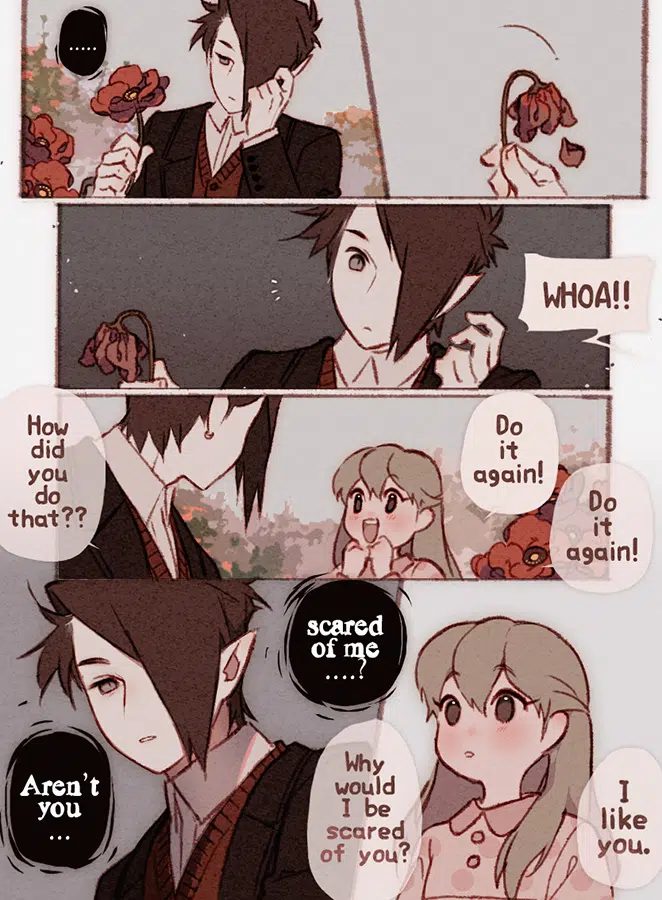 .....
WHOA!!
How
did
you
do
that??
Do
it
again!
Do
it
again!
Aren't
you
...
scared
of me
....?
Why
would
I be
scared
of you?
I
like
you.